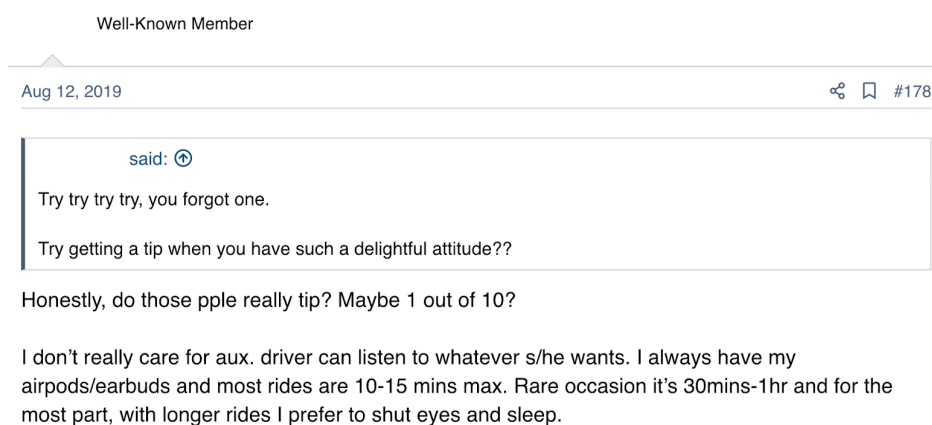 Well-Known Member
Aug 12, 2019
#178
said:
Try try try try, you forgot one.
Try getting a tip when you have such a delightful attitude??
Honestly, do those pple really tip? Maybe 1 out of 10?
I don’t really care for aux. driver can listen to whatever s/he wants. I always have my
airpods/earbuds and most rides are 10-15 mins max. Rare occasion it’s 30mins-1hr and for the
most part, with longer rides I prefer to shut eyes and sleep.